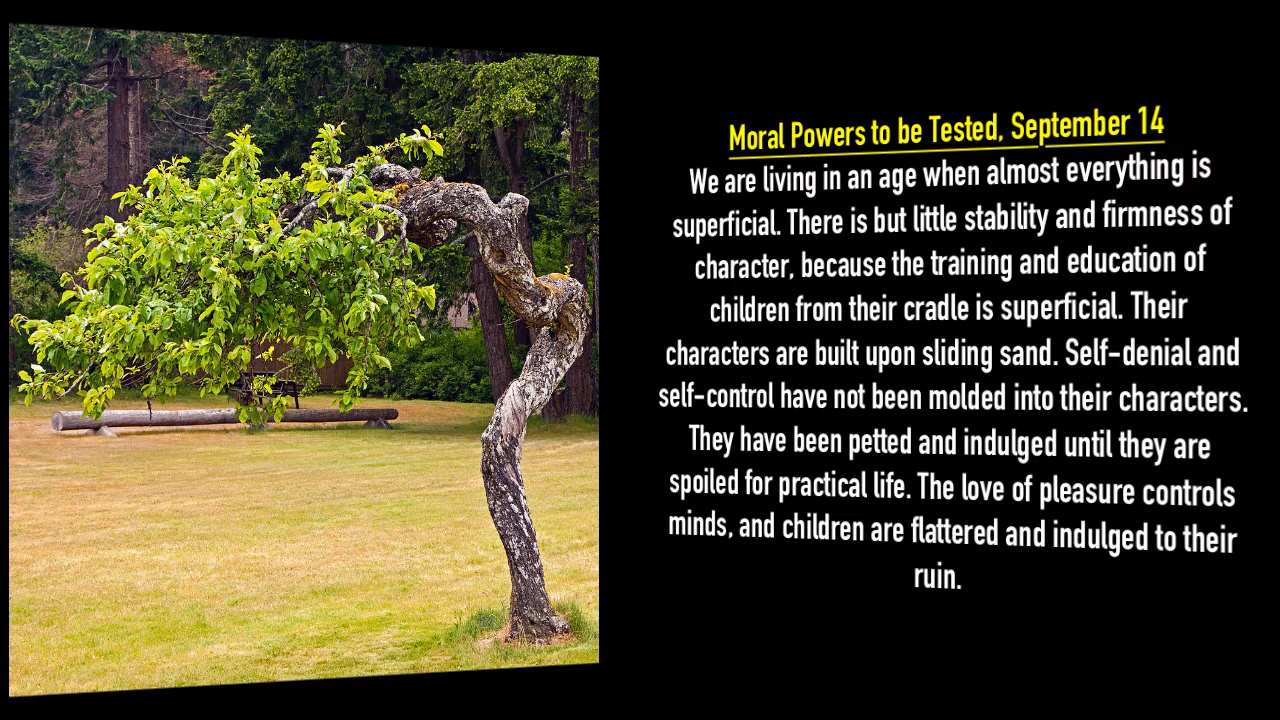 Moral Powers to be Tested, September 14
We are living in an age when almost everything is
superficial. There is but little stability and firmness of
character, because the training and education of
children from their cradle is superficial. Their
characters are built upon sliding sand. Self-denial and
self-control have not been molded into their characters.
They have been petted and indulged until they are
spoiled for practical life. The love of pleasure controls
minds, and children are flattered and indulged to their
ruin.